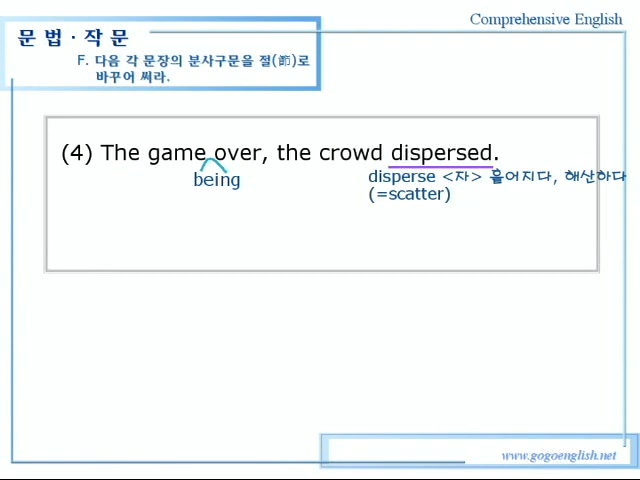 Comprehensive English
문 법 · 작 문
F. 다음 각 문장의 분사구문을 절(節)로
바꾸어 써라.
(4) The game over, the crowd dispersed.
being
disperse <자> 흩어지다, 해산하다
(=scatter)
www.gogoenglish.net